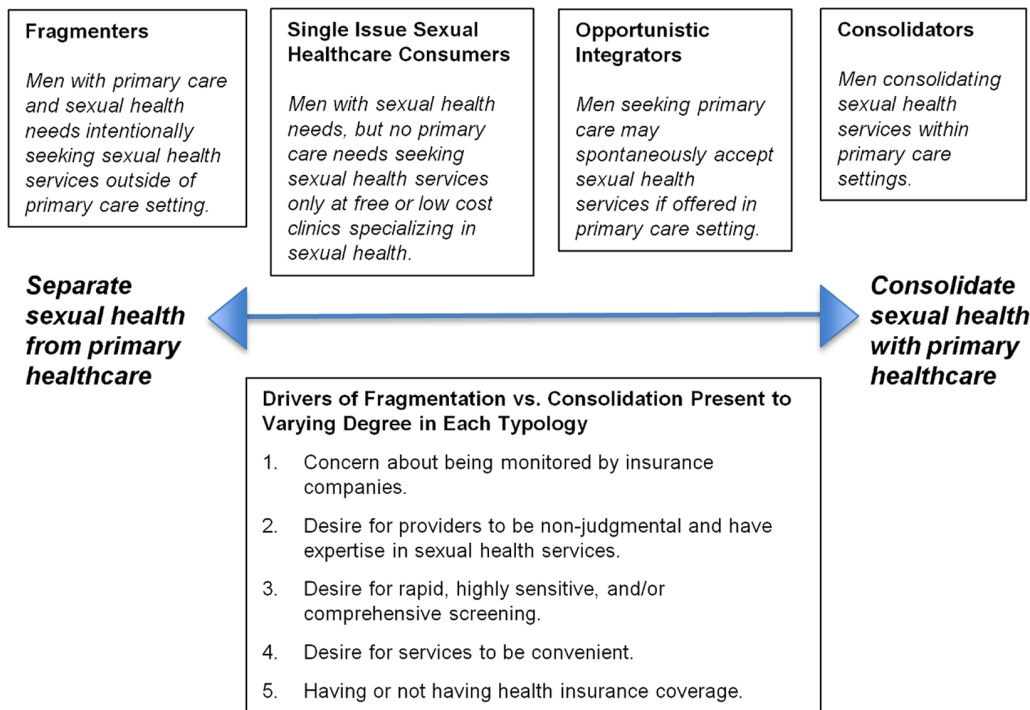 Fragmenters
Men with primary care
and sexual health
needs intentionally
seeking sexual health
services outside of
primary care setting.
Single Issue Sexual
Healthcare Consumers
Men with sexual health
needs, but no primary
care needs seeking
sexual health services
only at free or low cost
clinics specializing in
sexual health.
Opportunistic
Integrators
Men seeking primary
care may
spontaneously accept
sexual health
services if offered in
primary care setting.
Consolidators
Men consolidating
sexual health
services within
primary care
settings.
Separate
sexual health
from primary
healthcare
Consolidate
sexual health
with primary
healthcare
Drivers of Fragmentation vs. Consolidation Present to
Varying Degree in Each Typology
1. Concern about being monitored by insurance
companies.
2. Desire for providers to be non-judgmental and have
expertise in sexual health services.
3. Desire for rapid, highly sensitive, and/or
comprehensive screening.
4. Desire for services to be convenient.
5. Having or not having health insurance coverage.